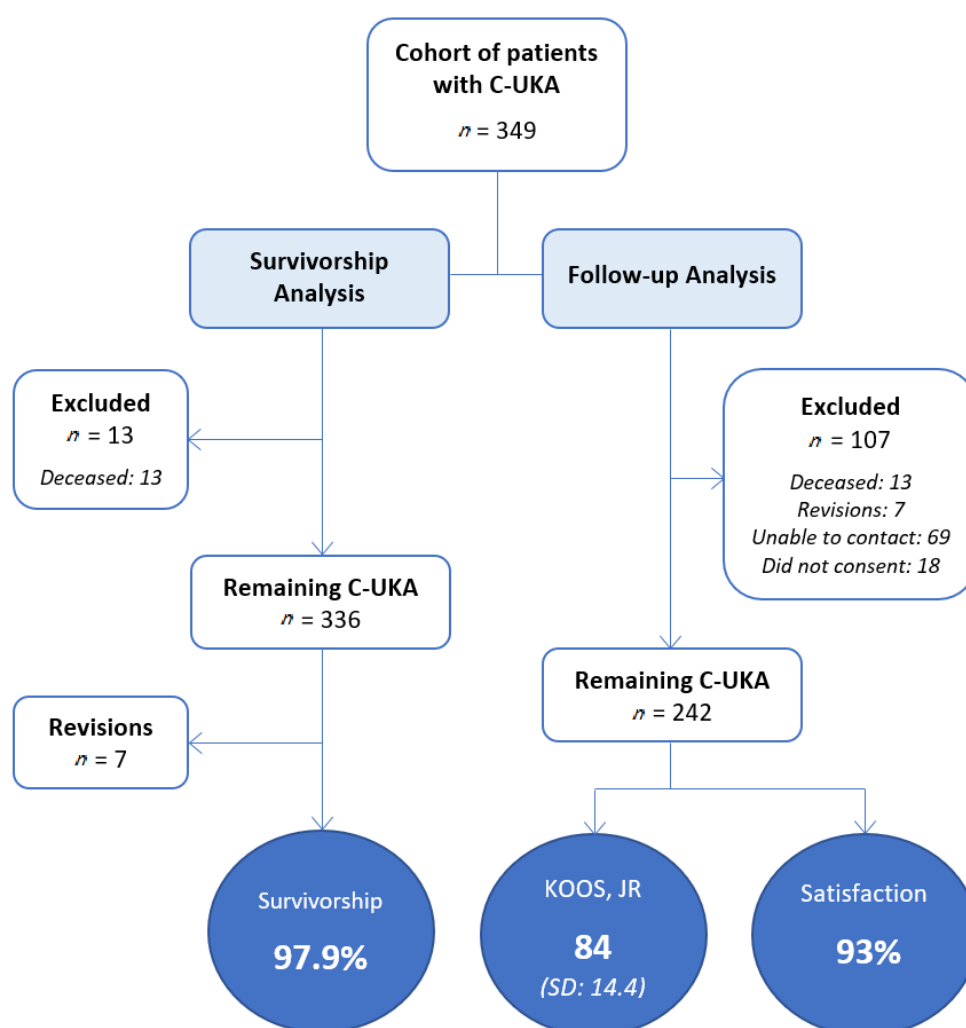 Cohort of patients
with C-UKA
n = 349
Survivorship
Analysis
Follow-up Analysis
Excluded
n = 13
Deceased: 13
Excluded
n = 107
Deceased: 13
Revisions: 7
Unable to contact: 69
Did not consent: 18
Remaining C-UKA
n = 336
Remaining C-UKA
n = 242
Revisions
n = 7
Survivorship
97.9%
KOOS, JR
84
(SD: 14.4)
Satisfaction
93%